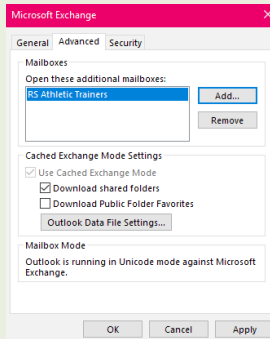 Microsoft Exchange
General Advanced Security
Mailboxes
Open these additional mailboxes:
RS Athletic Trainers
Add...
Remove
Cached Exchange Mode Settings
Use Cached Exchange Mode
Download shared folders
Download Public Folder Favorites
Outlook Data File Settings...
Mailbox Mode
Outlook is running in Unicode mode against Microsoft
Exchange.
OK Cancel Apply